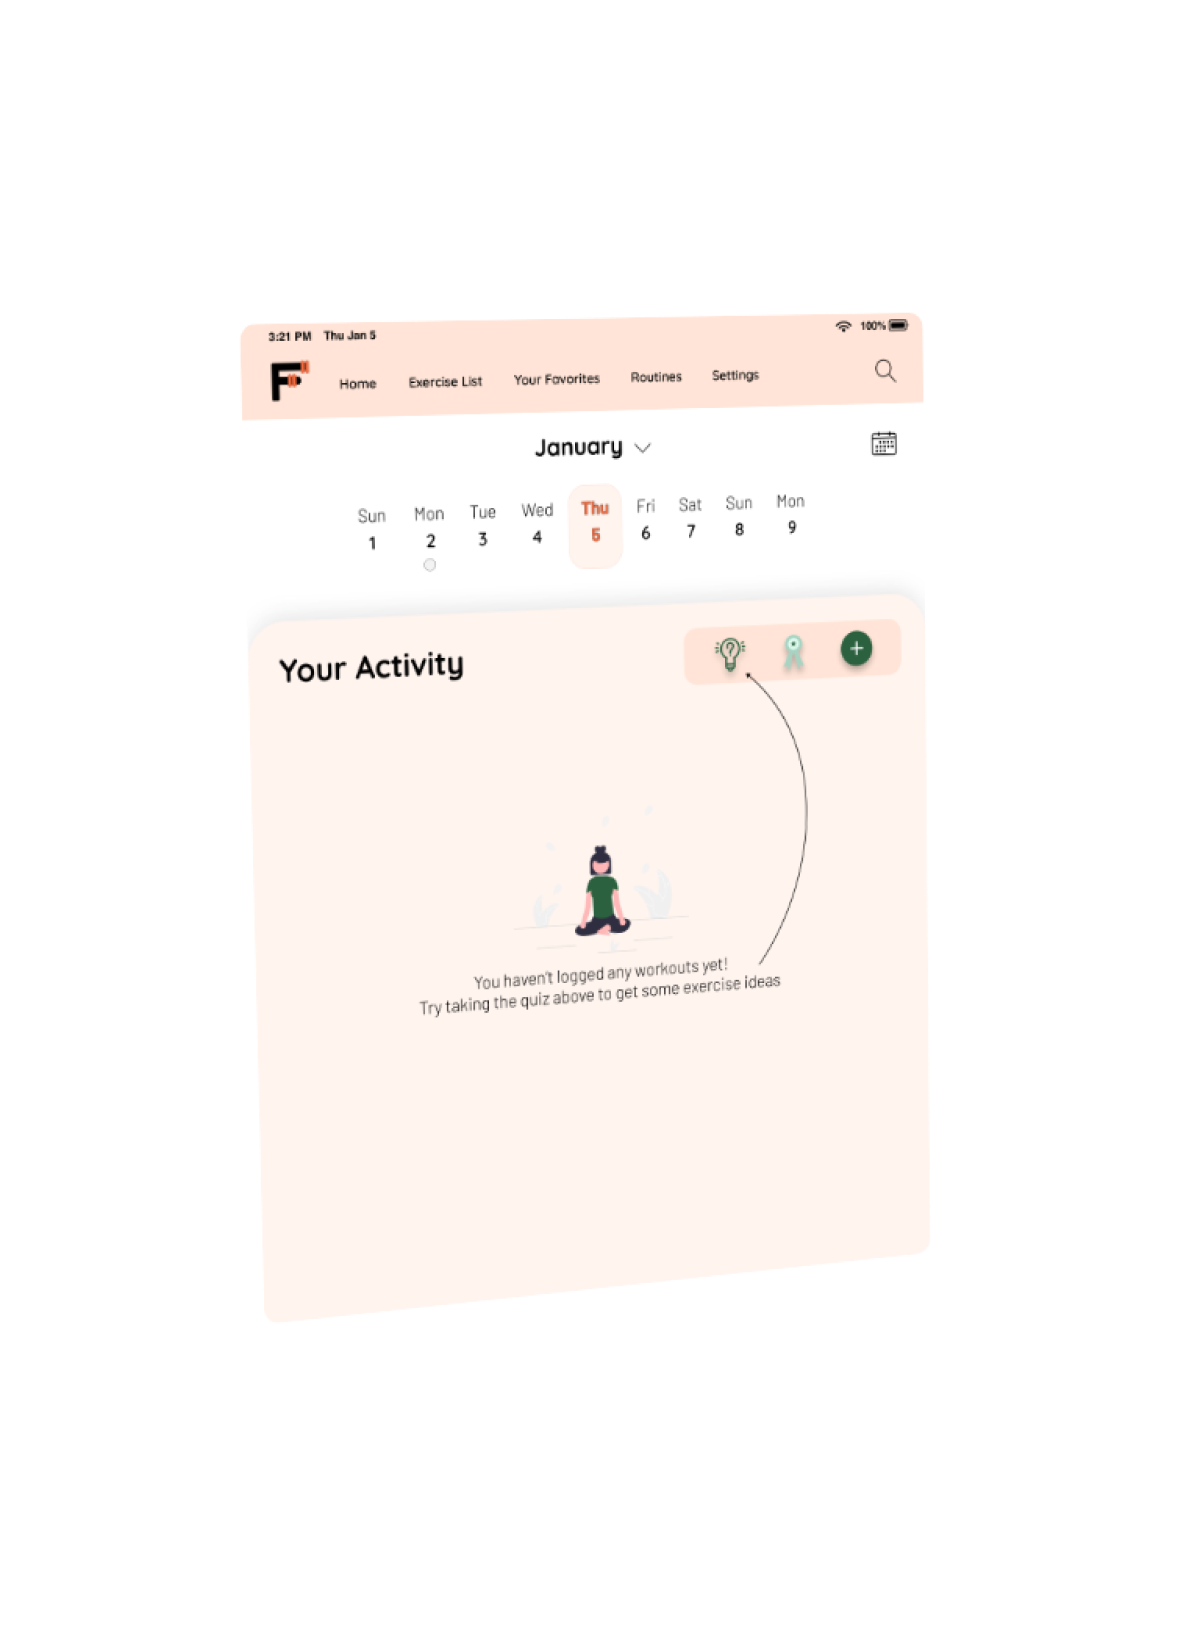 3:21 PM Thu Jan 5 100%
F
Home Exercise List Your Favorites Routines Settings
January
Sun Mon Tue Wed Thu Fri Sat Sun Mon
1 2 3 4 5 6 7 8 9
Your Activity
?
+
You haven't logged any workouts yet!
Try taking the quiz above to get some exercise ideas